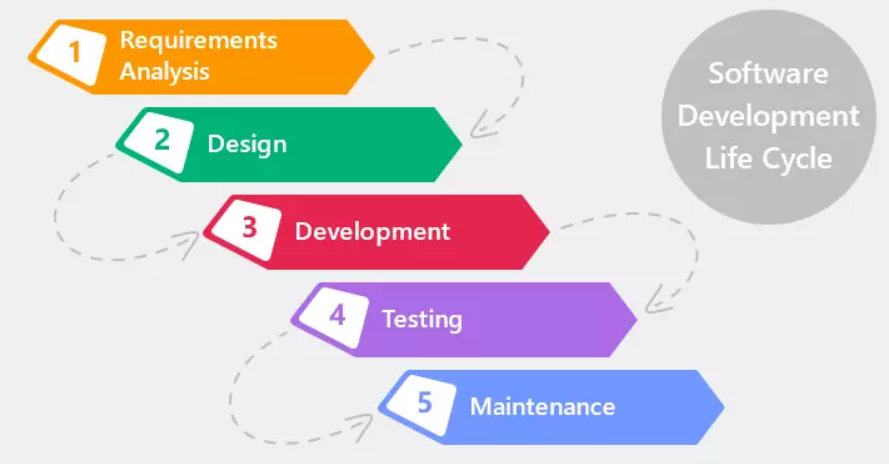 1
Requirements
Analysis
2
Design
3
Development
4
Testing
5
Maintenance
Software
Development
Life Cycle